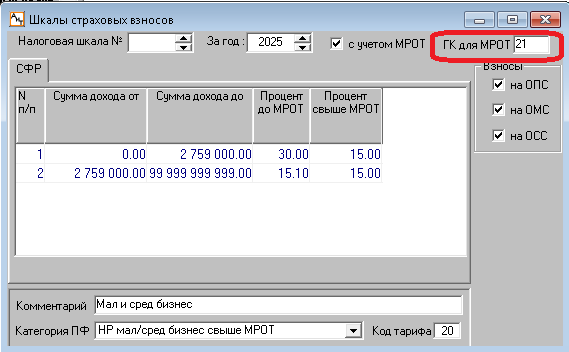 Шкалы страховых взносов
Налоговая шкала № За год: 2025 с учетом МРОТ ГК для МРОТ 21
СФР Взносы
N п/п Сумма дохода от Сумма дохода до Процент до МРОТ Процент свыше МРОТ
1 0.00 2 759 000.00 30.00 15.00
2 2 759 000.00 99 999 999 999.00 15.10 15.00
на ОПС
на ОМС
на ОСС
Комментарий Мал и сред бизнес
Категория ПФ НР мал/сред бизнес свыше МРОТ Код тарифа 20